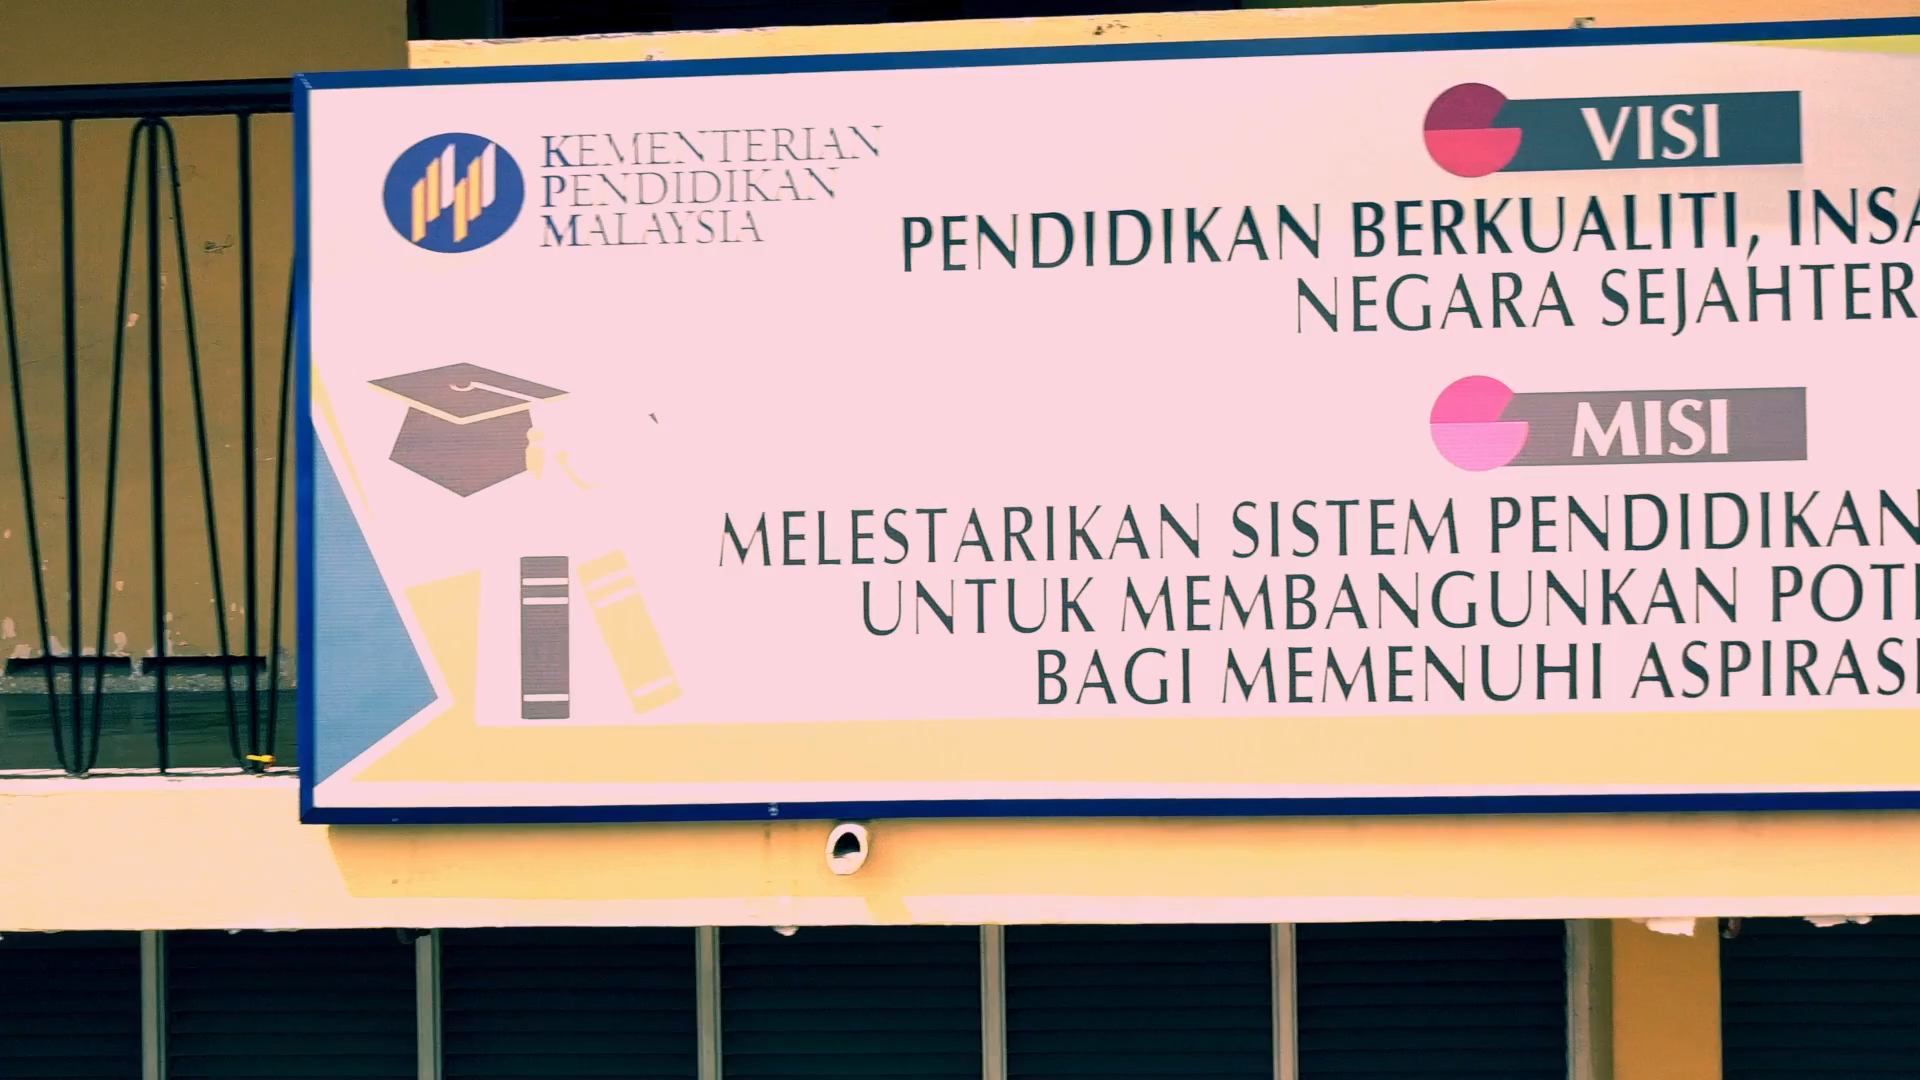 KEMENTERIAN
PENDIDIKAN
MALAYSIA
VISI
PENDIDIKAN BERKUALITI,
NEGARA
MISI
MELESTARIKAN SISTEM PENDIDIKAN
UNTUK MEMBANGUNKAN
BAGI MEMENUHI